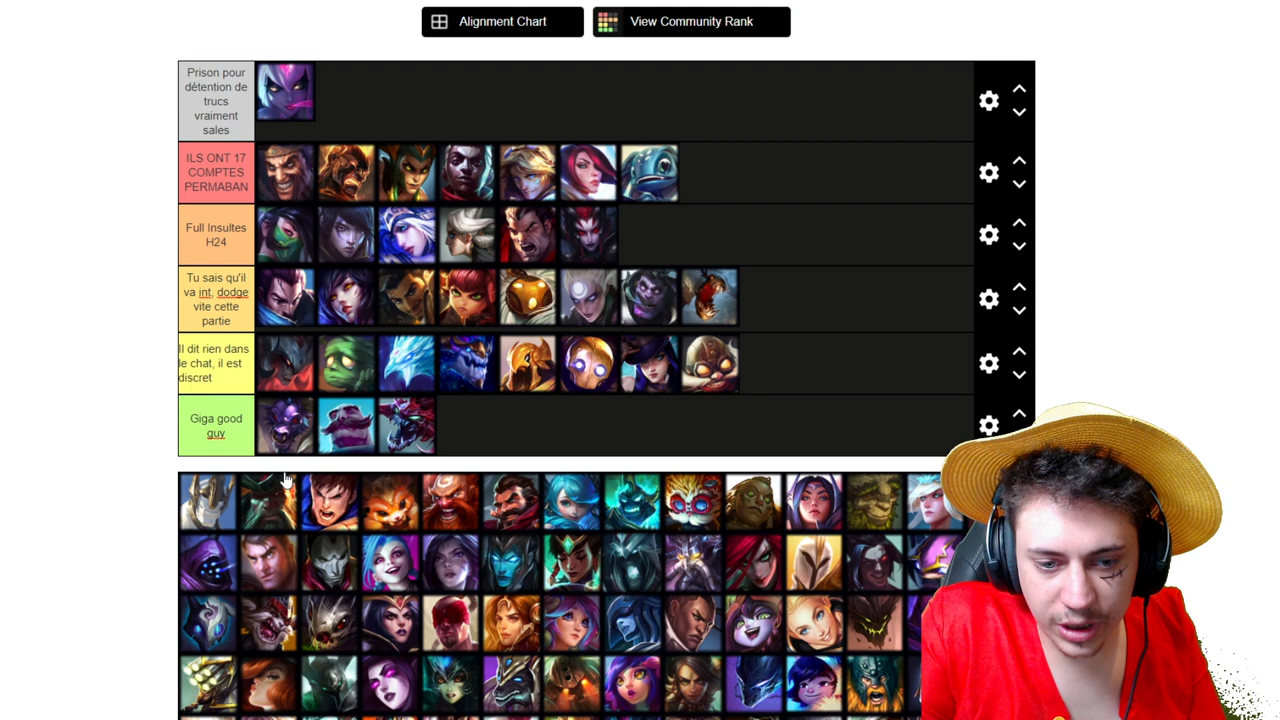 Alignment Chart
View Community Rank
Prison pour
détention de
trucs
vraiment
sales
ILS ONT 17
COMPTES
PERMABAN
Full Insultes
H24
Tu sais qu'il
va int, dodge
vite cette
partie
Il dit rien dans
le chat, il est
discret
Giga good
guy